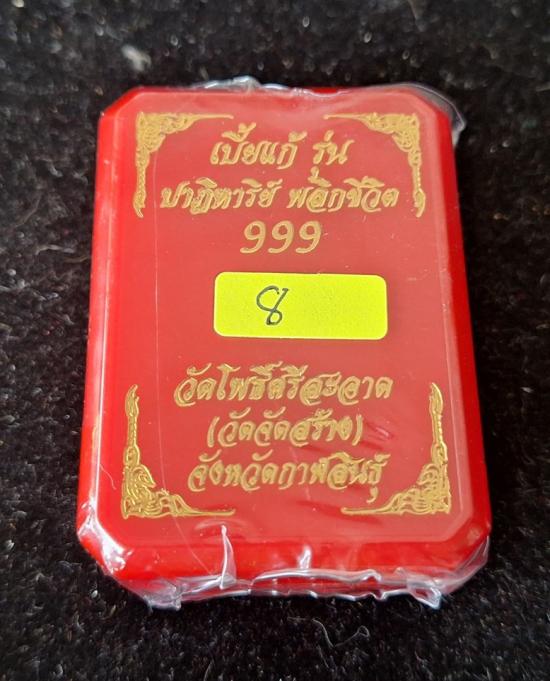 เบี้ยแก้ รุ่น
ปาฏิหาริย์ พลิกชีวิต
999
8
วัดโพธิ์ศรีสะอาด
(วัดจัดสร้าง)
จังหวัดกาฬสินธุ์